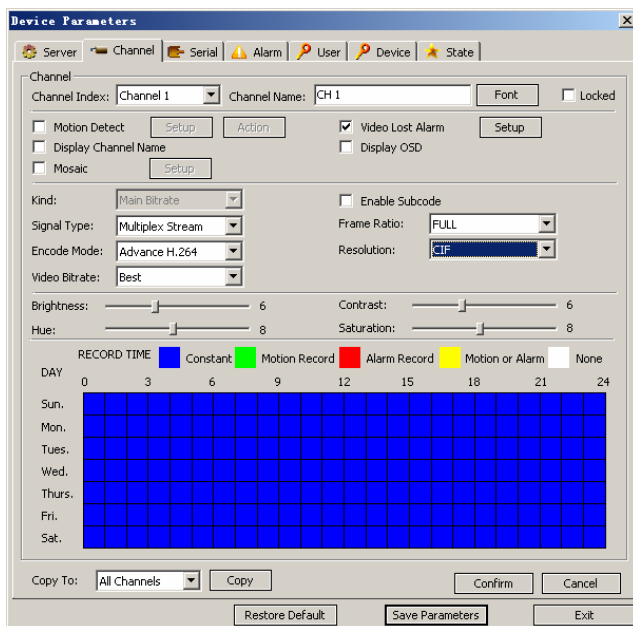 Device Parameters
Server Channel Serial Alarm User Device State
Channel
Channel Index: Channel 1 Channel Name: CH 1 Font Locked
Motion Detect Setup Action Video Lost Alarm Setup
Display Channel Name Display OSD
Mosaic Setup
Kind: Main Bitrate Enable Subcode
Signal Type: Multiplex Stream Frame Ratio: FULL
Encode Mode: Advance H.264 Resolution: CIF
Video Bitrate: Best
Brightness: 6 Contrast: 6
Hue: 8 Saturation: 8
RECORD TIME Constant Motion Record Alarm Record Motion or Alarm None
DAY
0 3 6 9 12 15 18 21 24
Sun.
Mon.
Tues.
Wed.
Thurs.
Fri.
Sat.
Copy To: All Channels Copy Confirm Cancel
Restore Default Save Parameters Exit